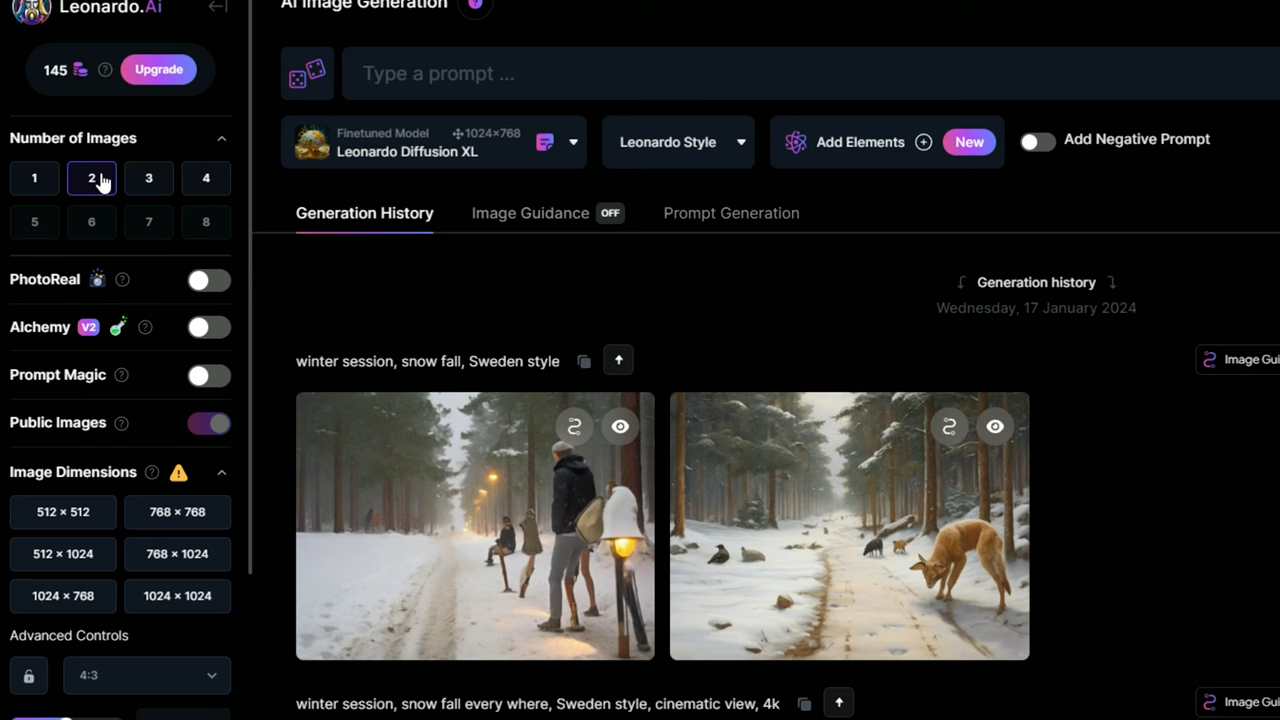 Leonardo.Ai
145
Upgrade
Number of Images
1
2
3
4
5
6
7
8
PhotoReal
Alchemy V2
Prompt Magic
Public Images
Image Dimensions
512 × 512
768 × 768
512 × 1024
768 × 1024
1024 × 768
1024 × 1024
Advanced Controls
4:3
AI Image Generation
Type a prompt ...
Finetuned Model
1024×768
Leonardo Diffusion XL
Leonardo Style
Add Elements
New
Add Negative Prompt
Generation History
Image Guidance OFF
Prompt Generation
Generation history
Wednesday, 17 January 2024
winter session, snow fall, Sweden style
Image Gui
winter session, snow fall every where, Sweden style, cinematic view, 4k
Image Gui